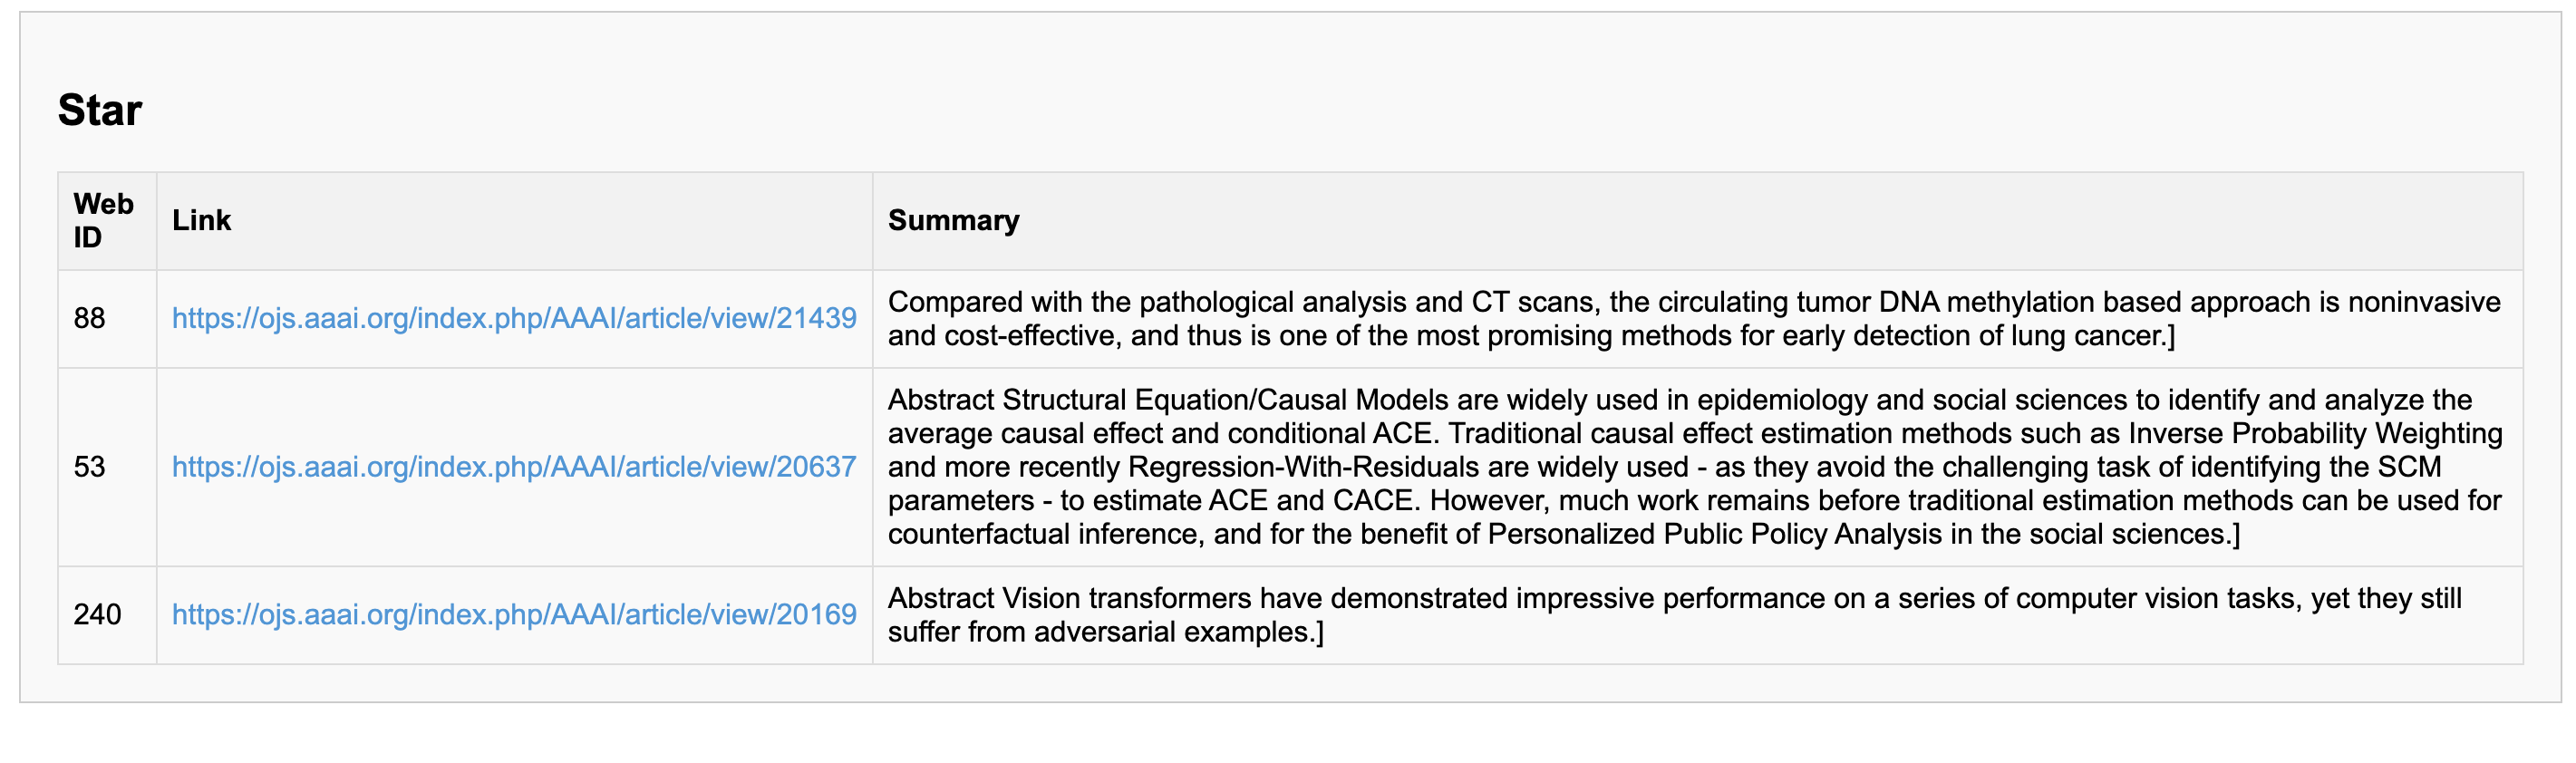 Star
Web
ID
Link
Summary
88
https://ojs.aaai.org/index.php/AAAI/article/view/21439
Compared with the pathological analysis and CT scans, the circulating tumor DNA methylation based approach is noninvasive
and cost-effective, and thus is one of the most promising methods for early detection of lung cancer.]
53
https://ojs.aaai.org/index.php/AAAI/article/view/20637
Abstract Structural Equation/Causal Models are widely used in epidemiology and social sciences to identify and analyze the
average causal effect and conditional ACE. Traditional causal effect estimation methods such as Inverse Probability Weighting
and more recently Regression-With-Residuals are widely used - as they avoid the challenging task of identifying the SCM
parameters - to estimate ACE and CACE. However, much work remains before traditional estimation methods can be used for
counterfactual inference, and for the benefit of Personalized Public Policy Analysis in the social sciences.]
240
https://ojs.aaai.org/index.php/AAAI/article/view/20169
Abstract Vision transformers have demonstrated impressive performance on a series of computer vision tasks, yet they still
suffer from adversarial examples.]